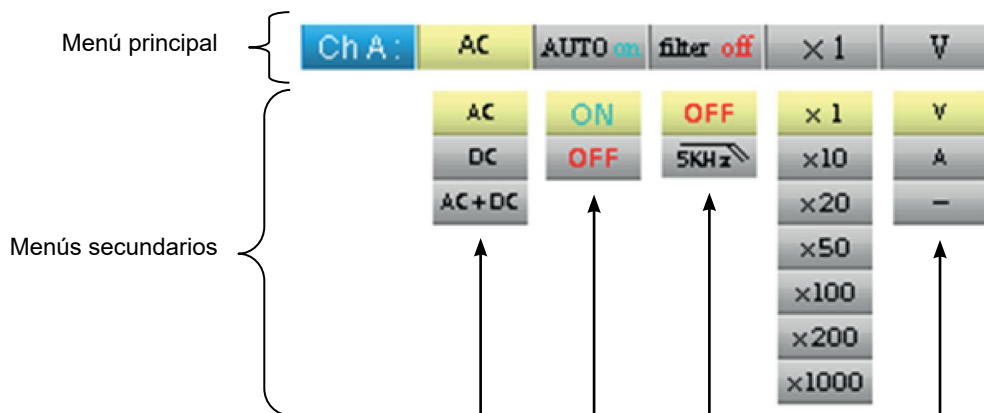 Menú principal
Ch A: AC AUTO on filter off × 1 V
Menús secundarios
AC ON OFF × 1 V
DC OFF 5KHz ×10 A
AC+DC ×20 –
×50
×100
×200
×1000